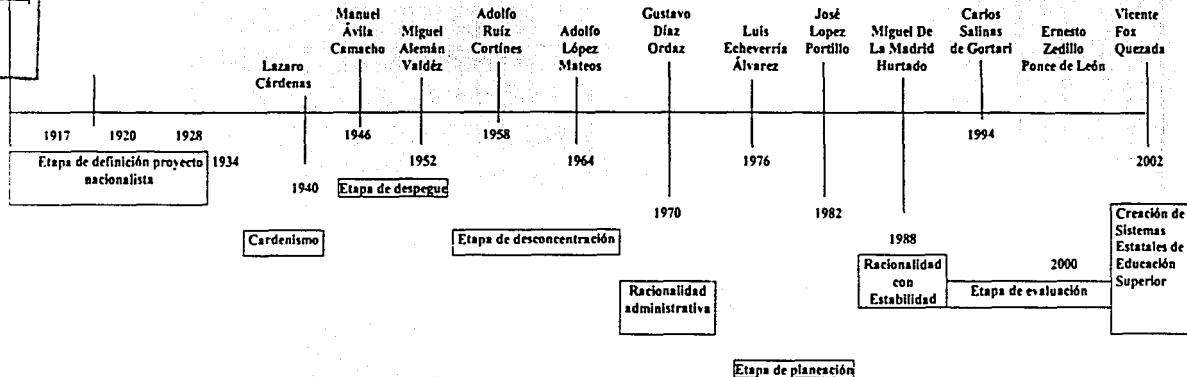 Lazaro
Cárdenas
Manuel
Ávila
Camacho
Miguel
Alemán
Valdéz
Adolfo
Ruíz
Cortínes
Adolfo
López
Mateos
Gustavo
Díaz
Ordaz
Luis
Echeverría
Álvarez
José
Lopez
Portillo
Miguel De
La Madrid
Hurtado
Carlos
Salinas
de Gortari
Ernesto
Zedillo
Ponce de León
Vicente
Fox
Quezada
1917 1920 1928
1934
1940
1946
1952
1958
1964
1970
1976
1982
1988
1994
2000
2002
Etapa de definición proyecto
nacionalista
Cardenismo
Etapa de despegue
Etapa de desconcentración
Racionalidad
administrativa
Etapa de planeación
Racionalidad
con
Estabilidad
Etapa de evaluación
Creación de
Sistemas
Estatales de
Educación
Superior